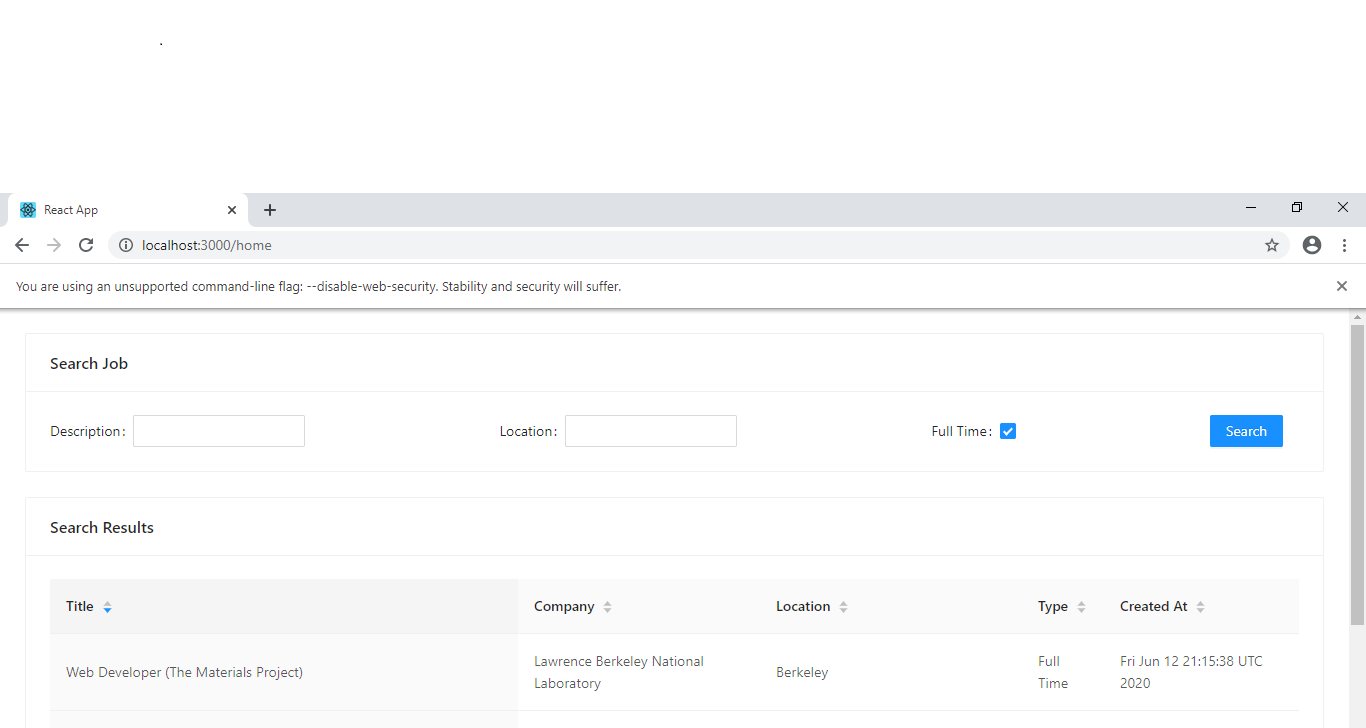 .
React App
localhost:3000/home
You are using an unsupported command-line flag: --disable-web-security. Stability and security will suffer.
Search Job
Description:
Location:
Full Time:
Search
Search Results
Title Company Location Type Created At
Web Developer (The Materials Project) Lawrence Berkeley National Berkeley Full Fri Jun 12 21:15:38 UTC
Laboratory Time 2020